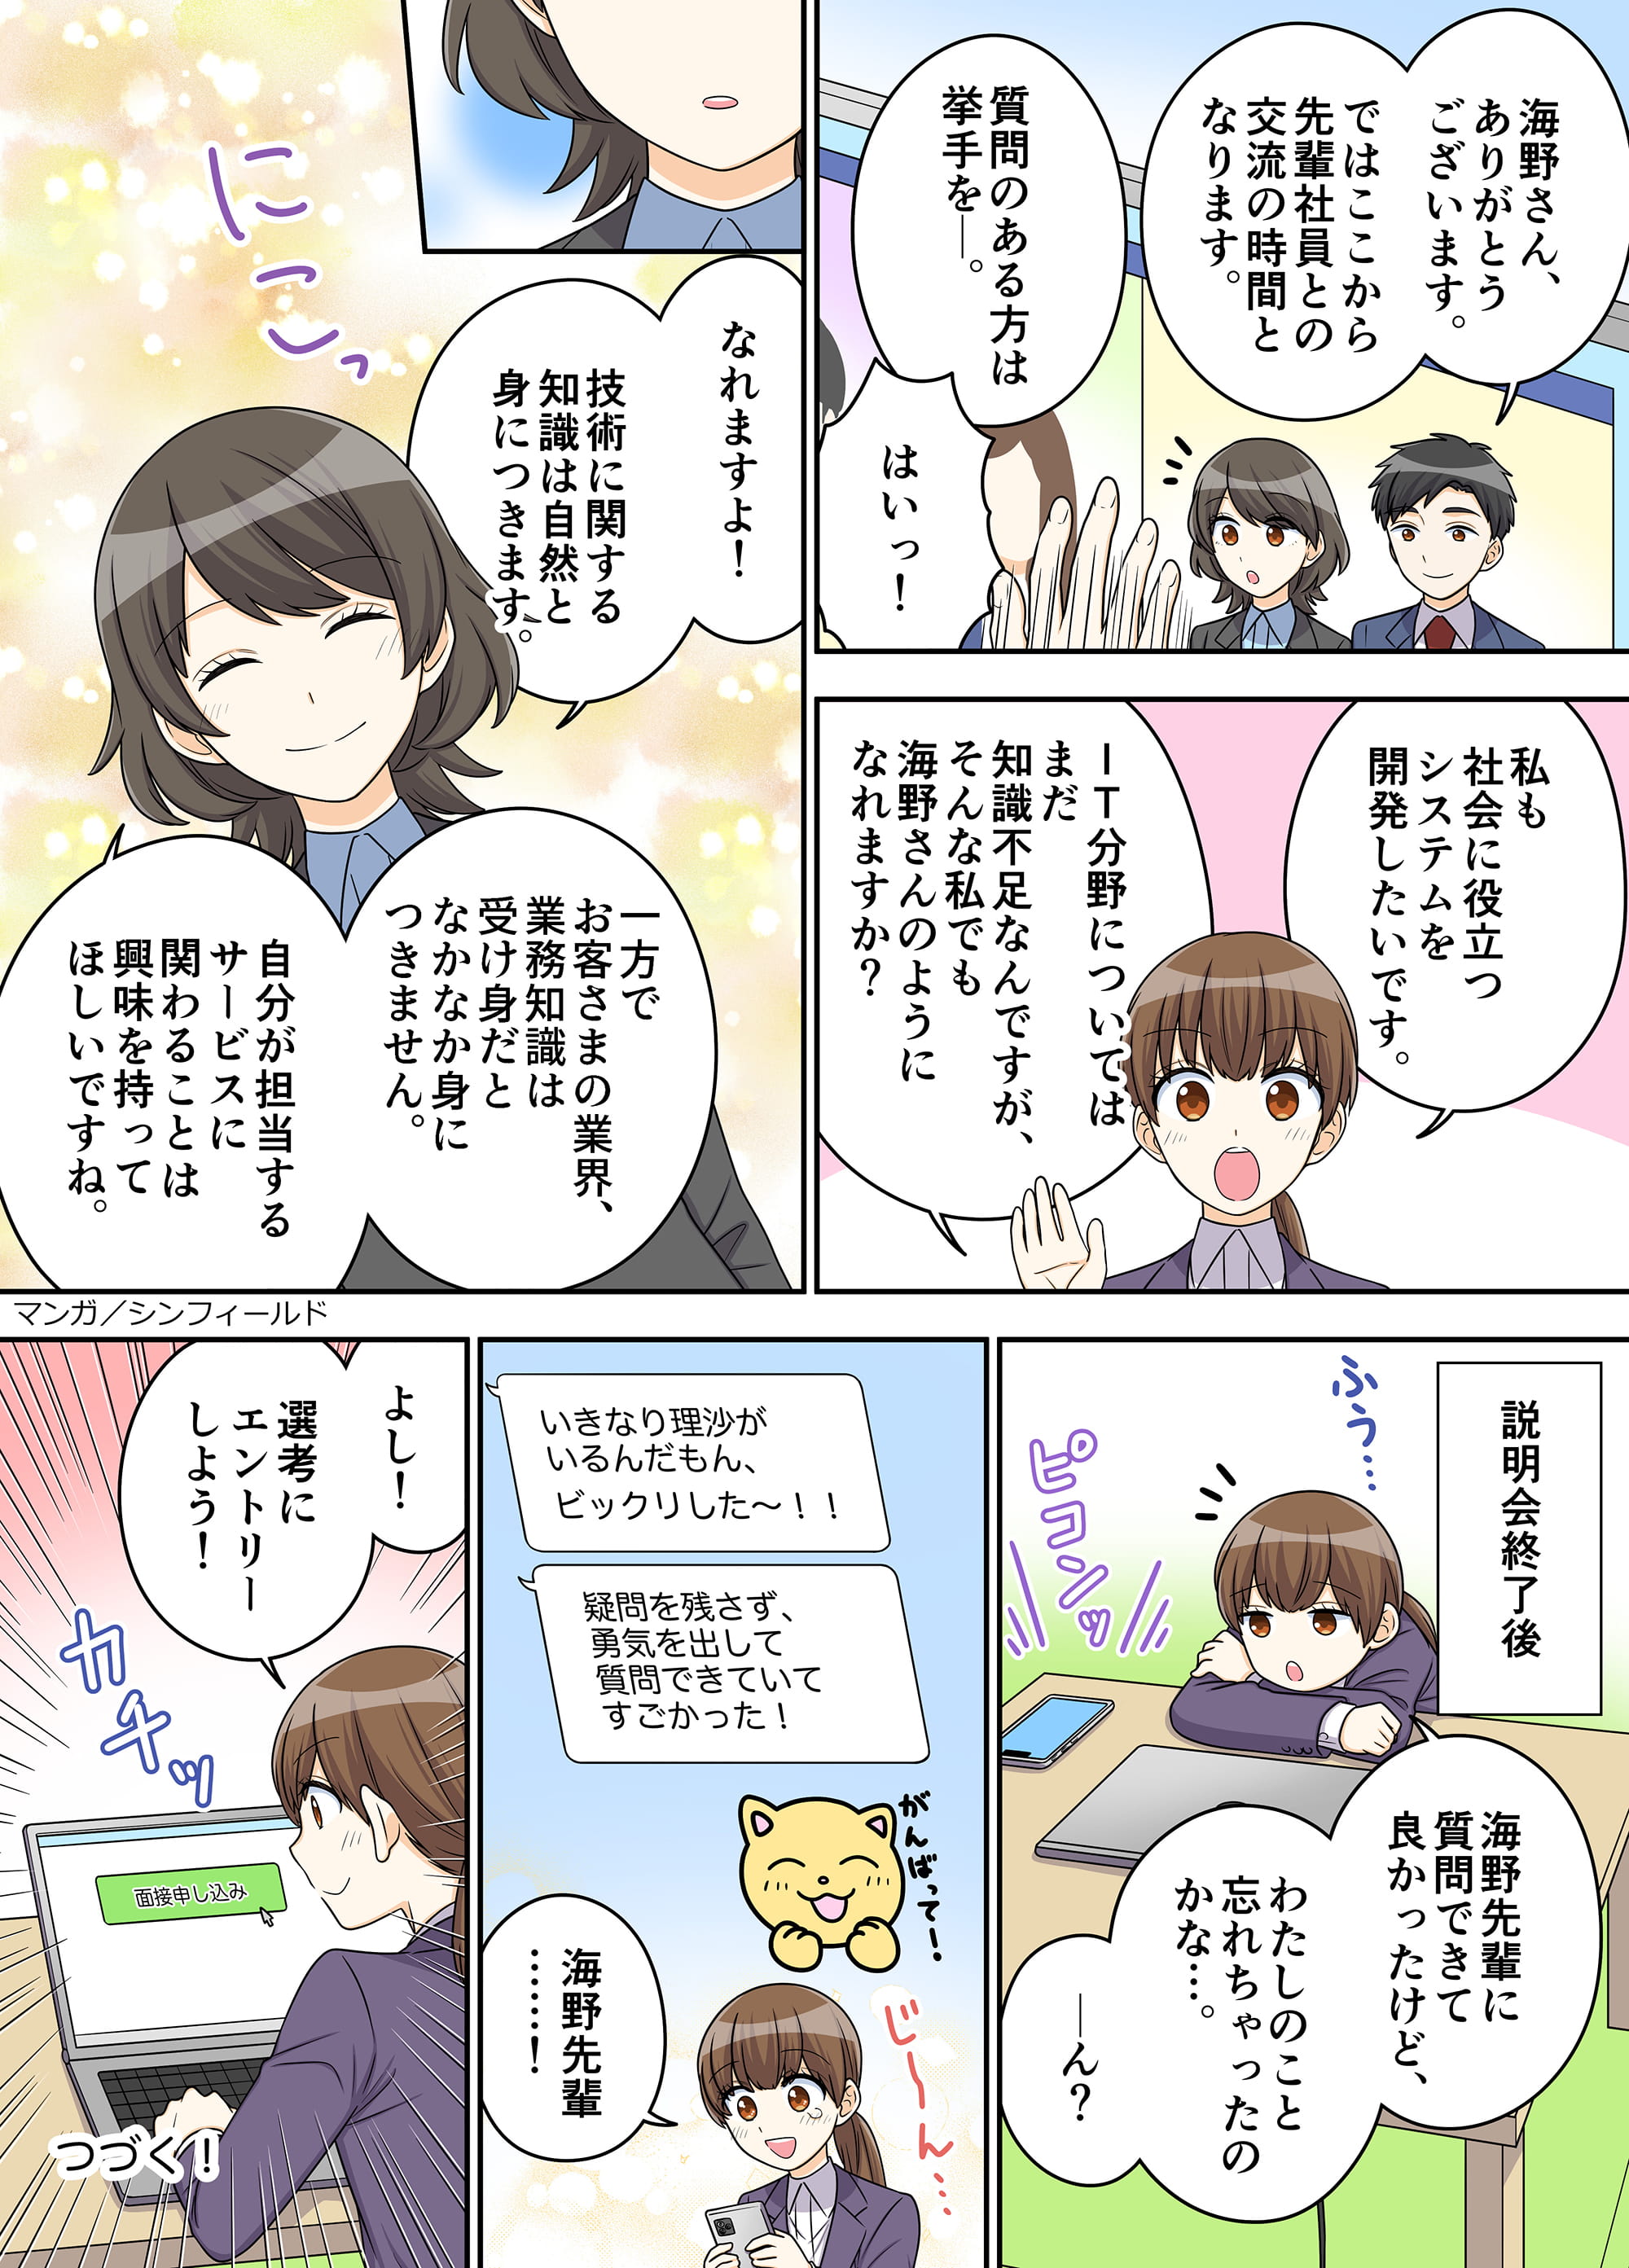 海野さん、
ありがとう
ございます。
ではここから
先輩社員との
交流の時間と
なります。
質問のある方は
挙手を―。
はいっ！
私も
社会に役立つ
システムを
開発したいです。
ＩＴ分野については
まだ
知識不足なんですが、
そんな私でも
海野さんのように
なれますか？
なれますよ！
技術に関する
知識は自然と
身につきます。
にこっ
一方で
お客さまの業界、
業務知識は
受け身だと
なかなか身に
つきません。
自分が担当する
サービスに
関わることは
興味を持って
ほしいですね。
マンガ／シンフィールド
説明会終了後
ふぅ…
ピコンッ
海野先輩に
質問できて
良かったけど、
わたしのこと
忘れちゃったの
かな…。
―ん？
いきなり理沙が
いるんだもん、
ビックリした～！！
疑問を残さず、
勇気を出して
質問できていて
すごかった！
がんばってー！
海野先輩
……！
じーん…
よし！
選考に
エントリー
しよう！
カチッ
面接申し込み
つづく！